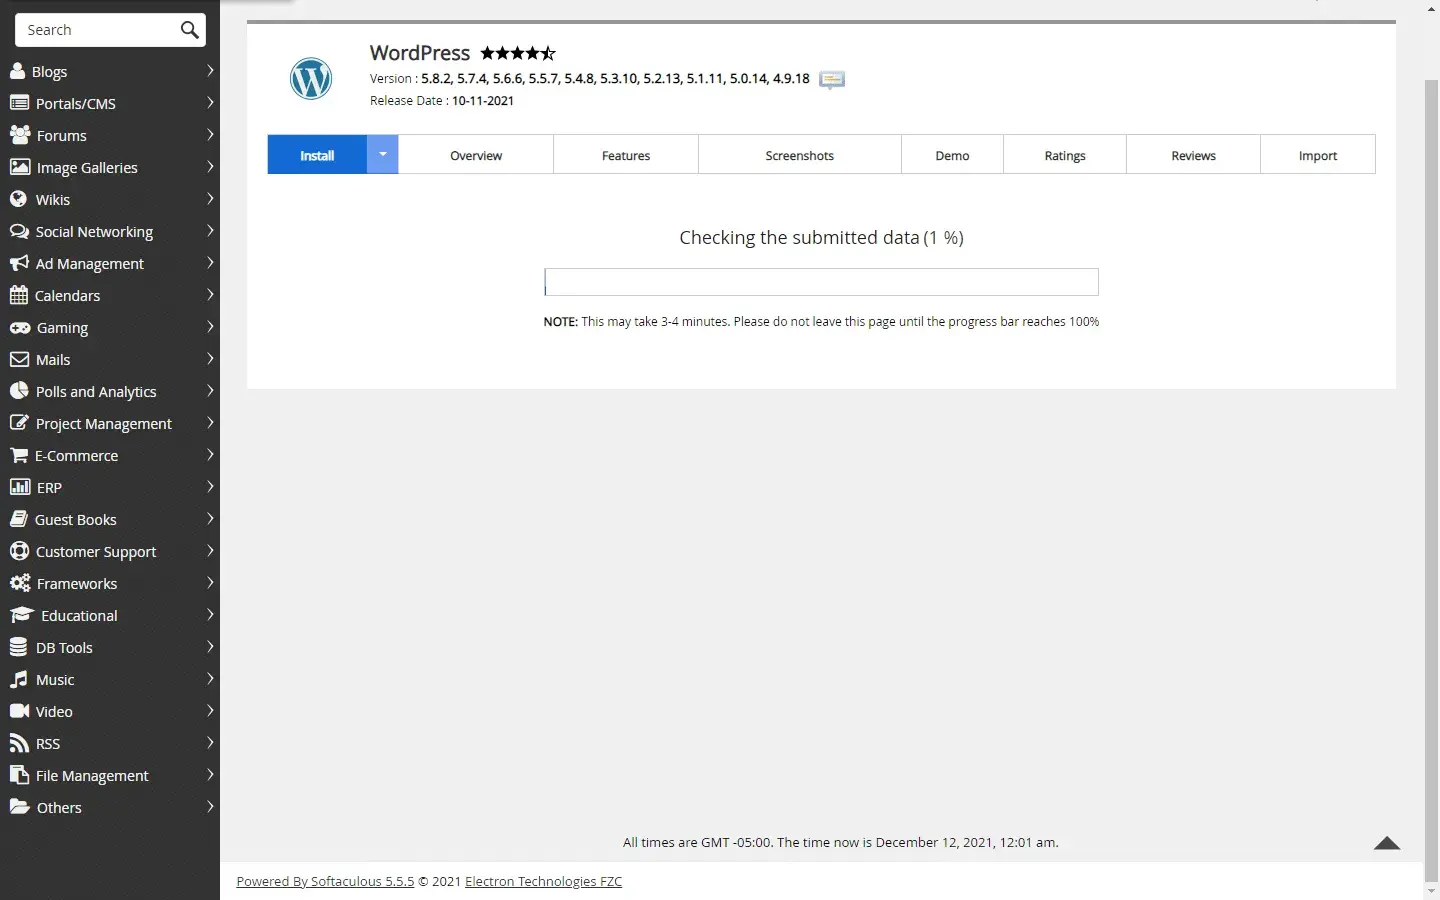 Search
Blogs
Portals/CMS
Forums
Image Galleries
Wikis
Social Networking
Ad Management
Calendars
Gaming
Mails
Polls and Analytics
Project Management
E-Commerce
ERP
Guest Books
Customer Support
Frameworks
Educational
DB Tools
Music
Video
RSS
File Management
Others
WordPress
Version : 5.8.2, 5.7.4, 5.6.6, 5.5.7, 5.4.8, 5.3.10, 5.2.13, 5.1.11, 5.0.14, 4.9.18
Release Date : 10-11-2021
Install Overview Features Screenshots Demo Ratings Reviews Import
Checking the submitted data (1 %)
NOTE: This may take 3-4 minutes. Please do not leave this page until the progress bar reaches 100%
All times are GMT -05:00. The time now is December 12, 2021, 12:01 am.
Powered By Softaculous 5.5.5 © 2021 Electron Technologies FZC